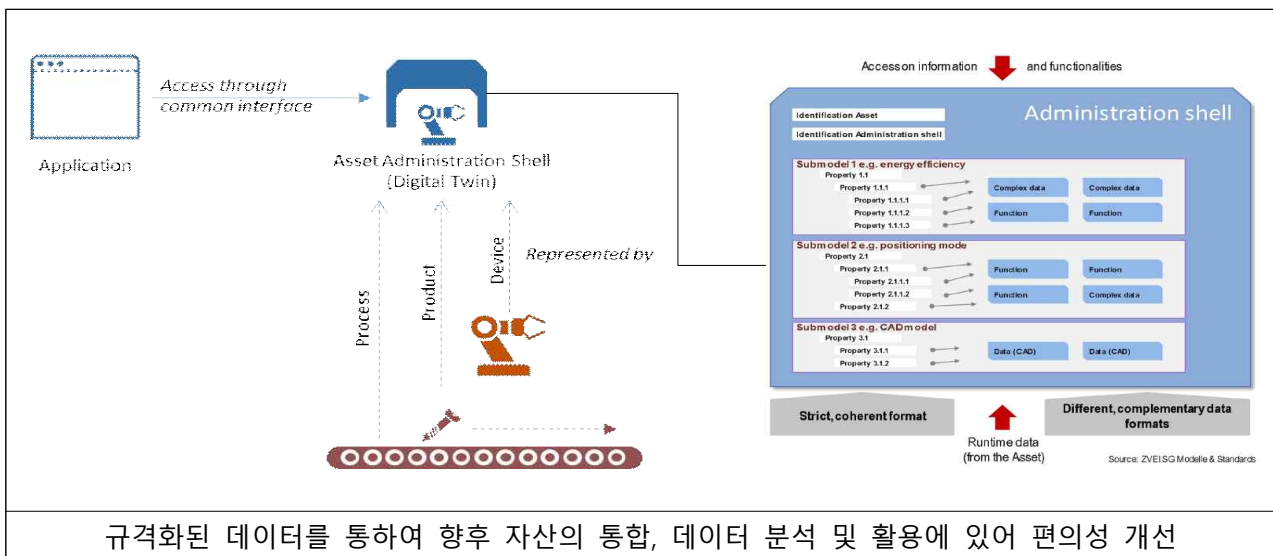 Application
Access through
common interface
Asset Administration Shell
(Digital Twin)
Process
Product
Device
Represented by
Access on information
and functionalities
Administration shell
Identification Asset
Identification Administration shell
Submodel 1 e.g. energy efficiency
Property 1.1
Property 1.1.1
Property 1.1.1.1
Property 1.1.1.2
Property 1.1.1.3
Complex data
Complex data
Function
Function
Submodel 2 e.g. positioning mode
Property 2.1
Property 2.1.1
Property 2.1.1.1
Property 2.1.1.2
Property 2.1.2
Function
Function
Function
Complex data
Submodel 3 e.g. CAD model
Property 3.1
Property 3.1.1
Property 3.1.2
Data (CAD)
Data (CAD)
Strict, coherent format
Different, complementary data
formats
Runtime data
(from the Asset)
Source: ZVEI SG Modelle & Standards
규격화된 데이터를 통하여 향후 자산의 통합, 데이터 분석 및 활용에 있어 편의성 개선